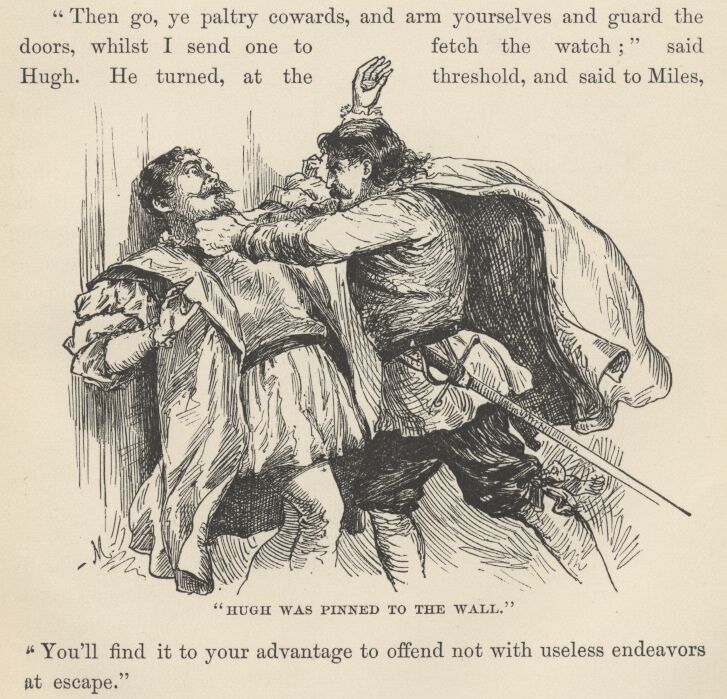 “ Then go, ye paltry cowards, and arm yourselves and guard the
doors, whilst I send one to fetch the watch ;” said
Hugh. He turned, at the threshold, and said to Miles,
“HUGH WAS PINNED TO THE WALL.”
“ You’ll find it to your advantage to offend not with useless endeavors
at escape.”